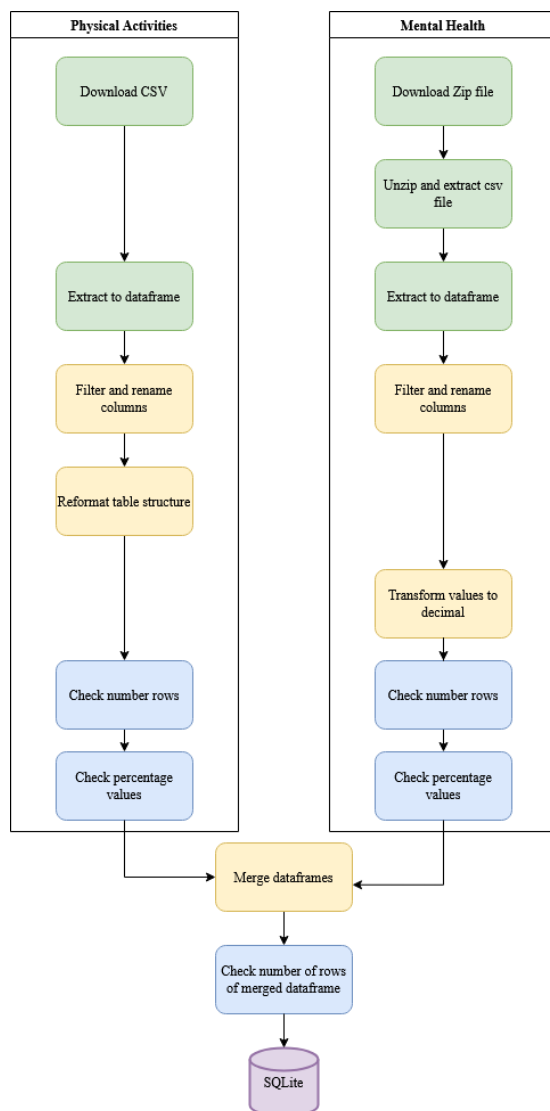 Physical Activities
Download CSV
Extract to dataframe
Filter and rename
columns
Reformat table structure
Check number rows
Check percentage
values
Mental Health
Download Zip file
Unzip and extract csv
file
Extract to dataframe
Filter and rename
columns
Transform values to
decimal
Check number rows
Check percentage
values
Merge dataframes
Check number of rows
of merged dataframe
SQLite